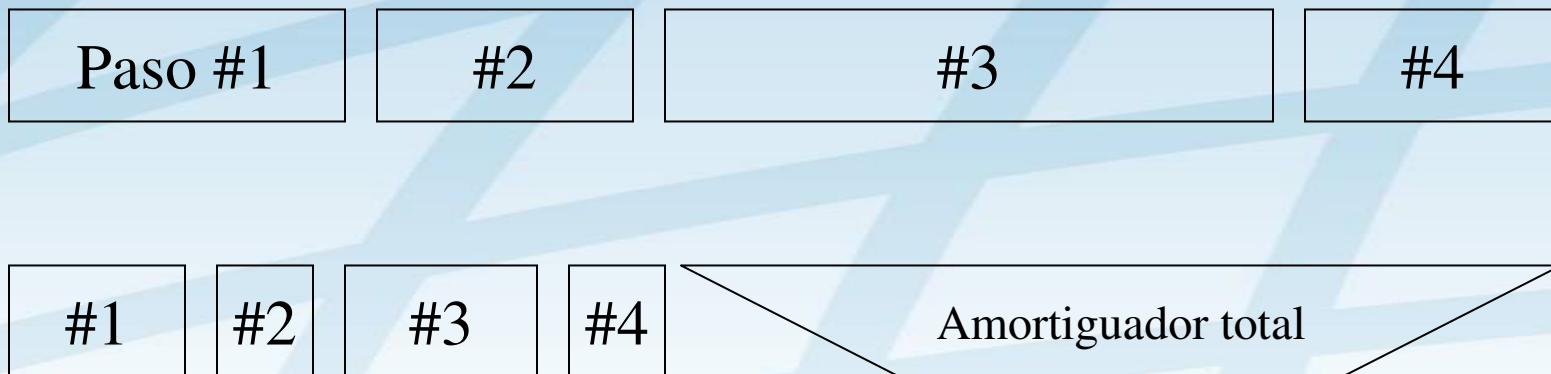 Paso #1 #2 #3 #4
#1 #2 #3 #4 Amortiguador total